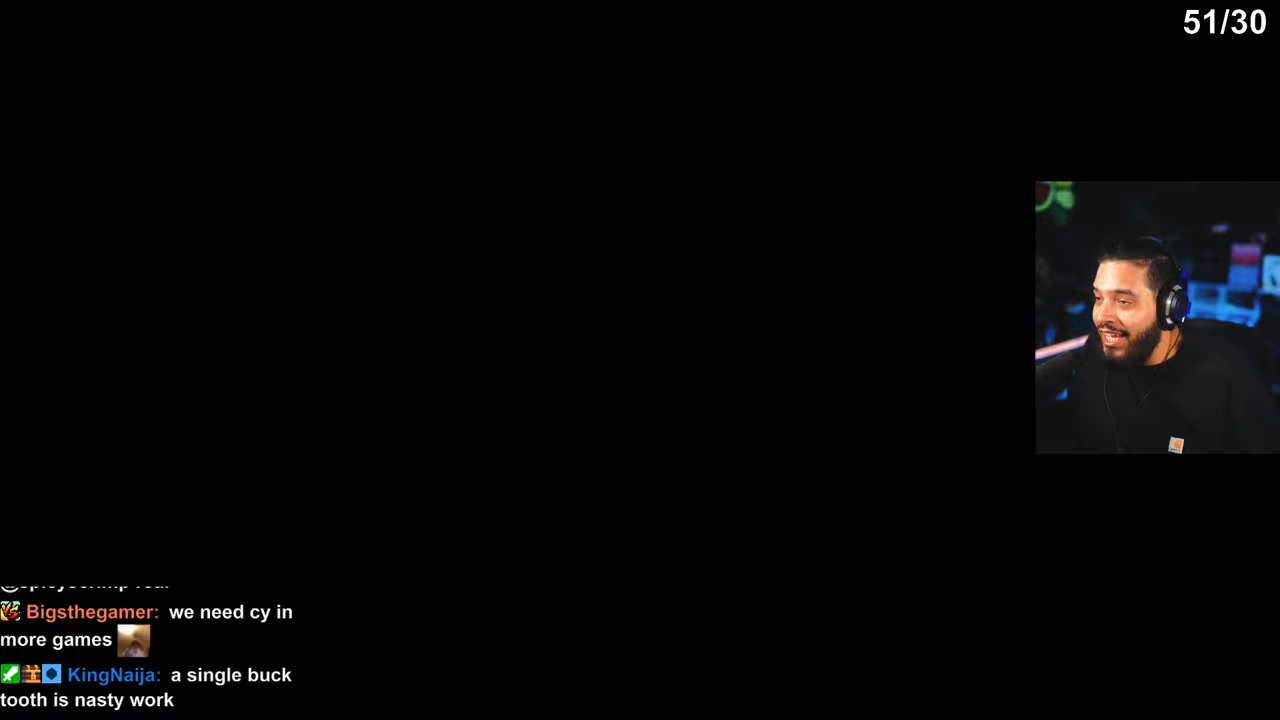 51/30
Bigsthegamer: we need cy in
more games
KingNaija: a single buck
tooth is nasty work